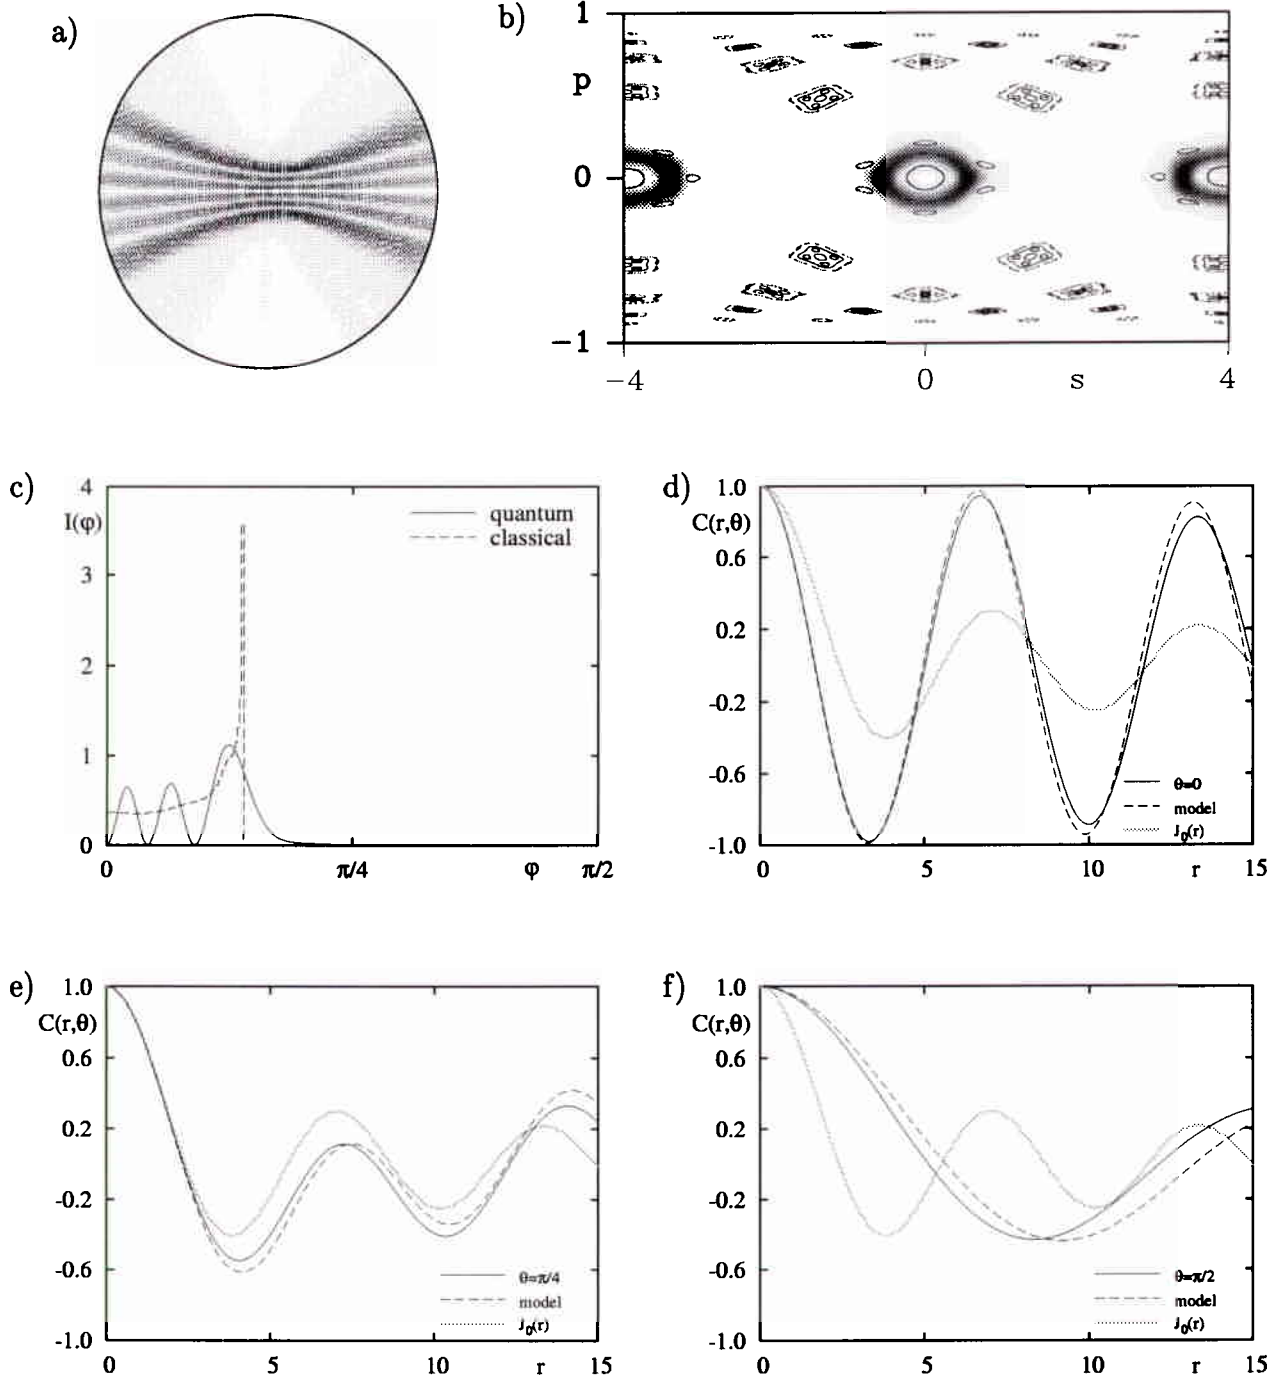 a)
b)
1
p
0
-1
-4
0
s
4
c)
4
I(φ)
3
2
1
0
quantum
classical
0
π/4
φ
π/2
d)
1.0
C(r,θ)
0.6
0.2
-0.2
-0.6
-1.0
θ=0
model
J₀(r)
0
5
10
r
15
e)
1.0
C(r,θ)
0.6
0.2
-0.2
-0.6
-1.0
θ=π/4
model
J₀(r)
0
5
10
r
15
f)
1.0
C(r,θ)
0.6
0.2
-0.2
-0.6
-1.0
θ=π/2
model
J₀(r)
0
5
10
r
15